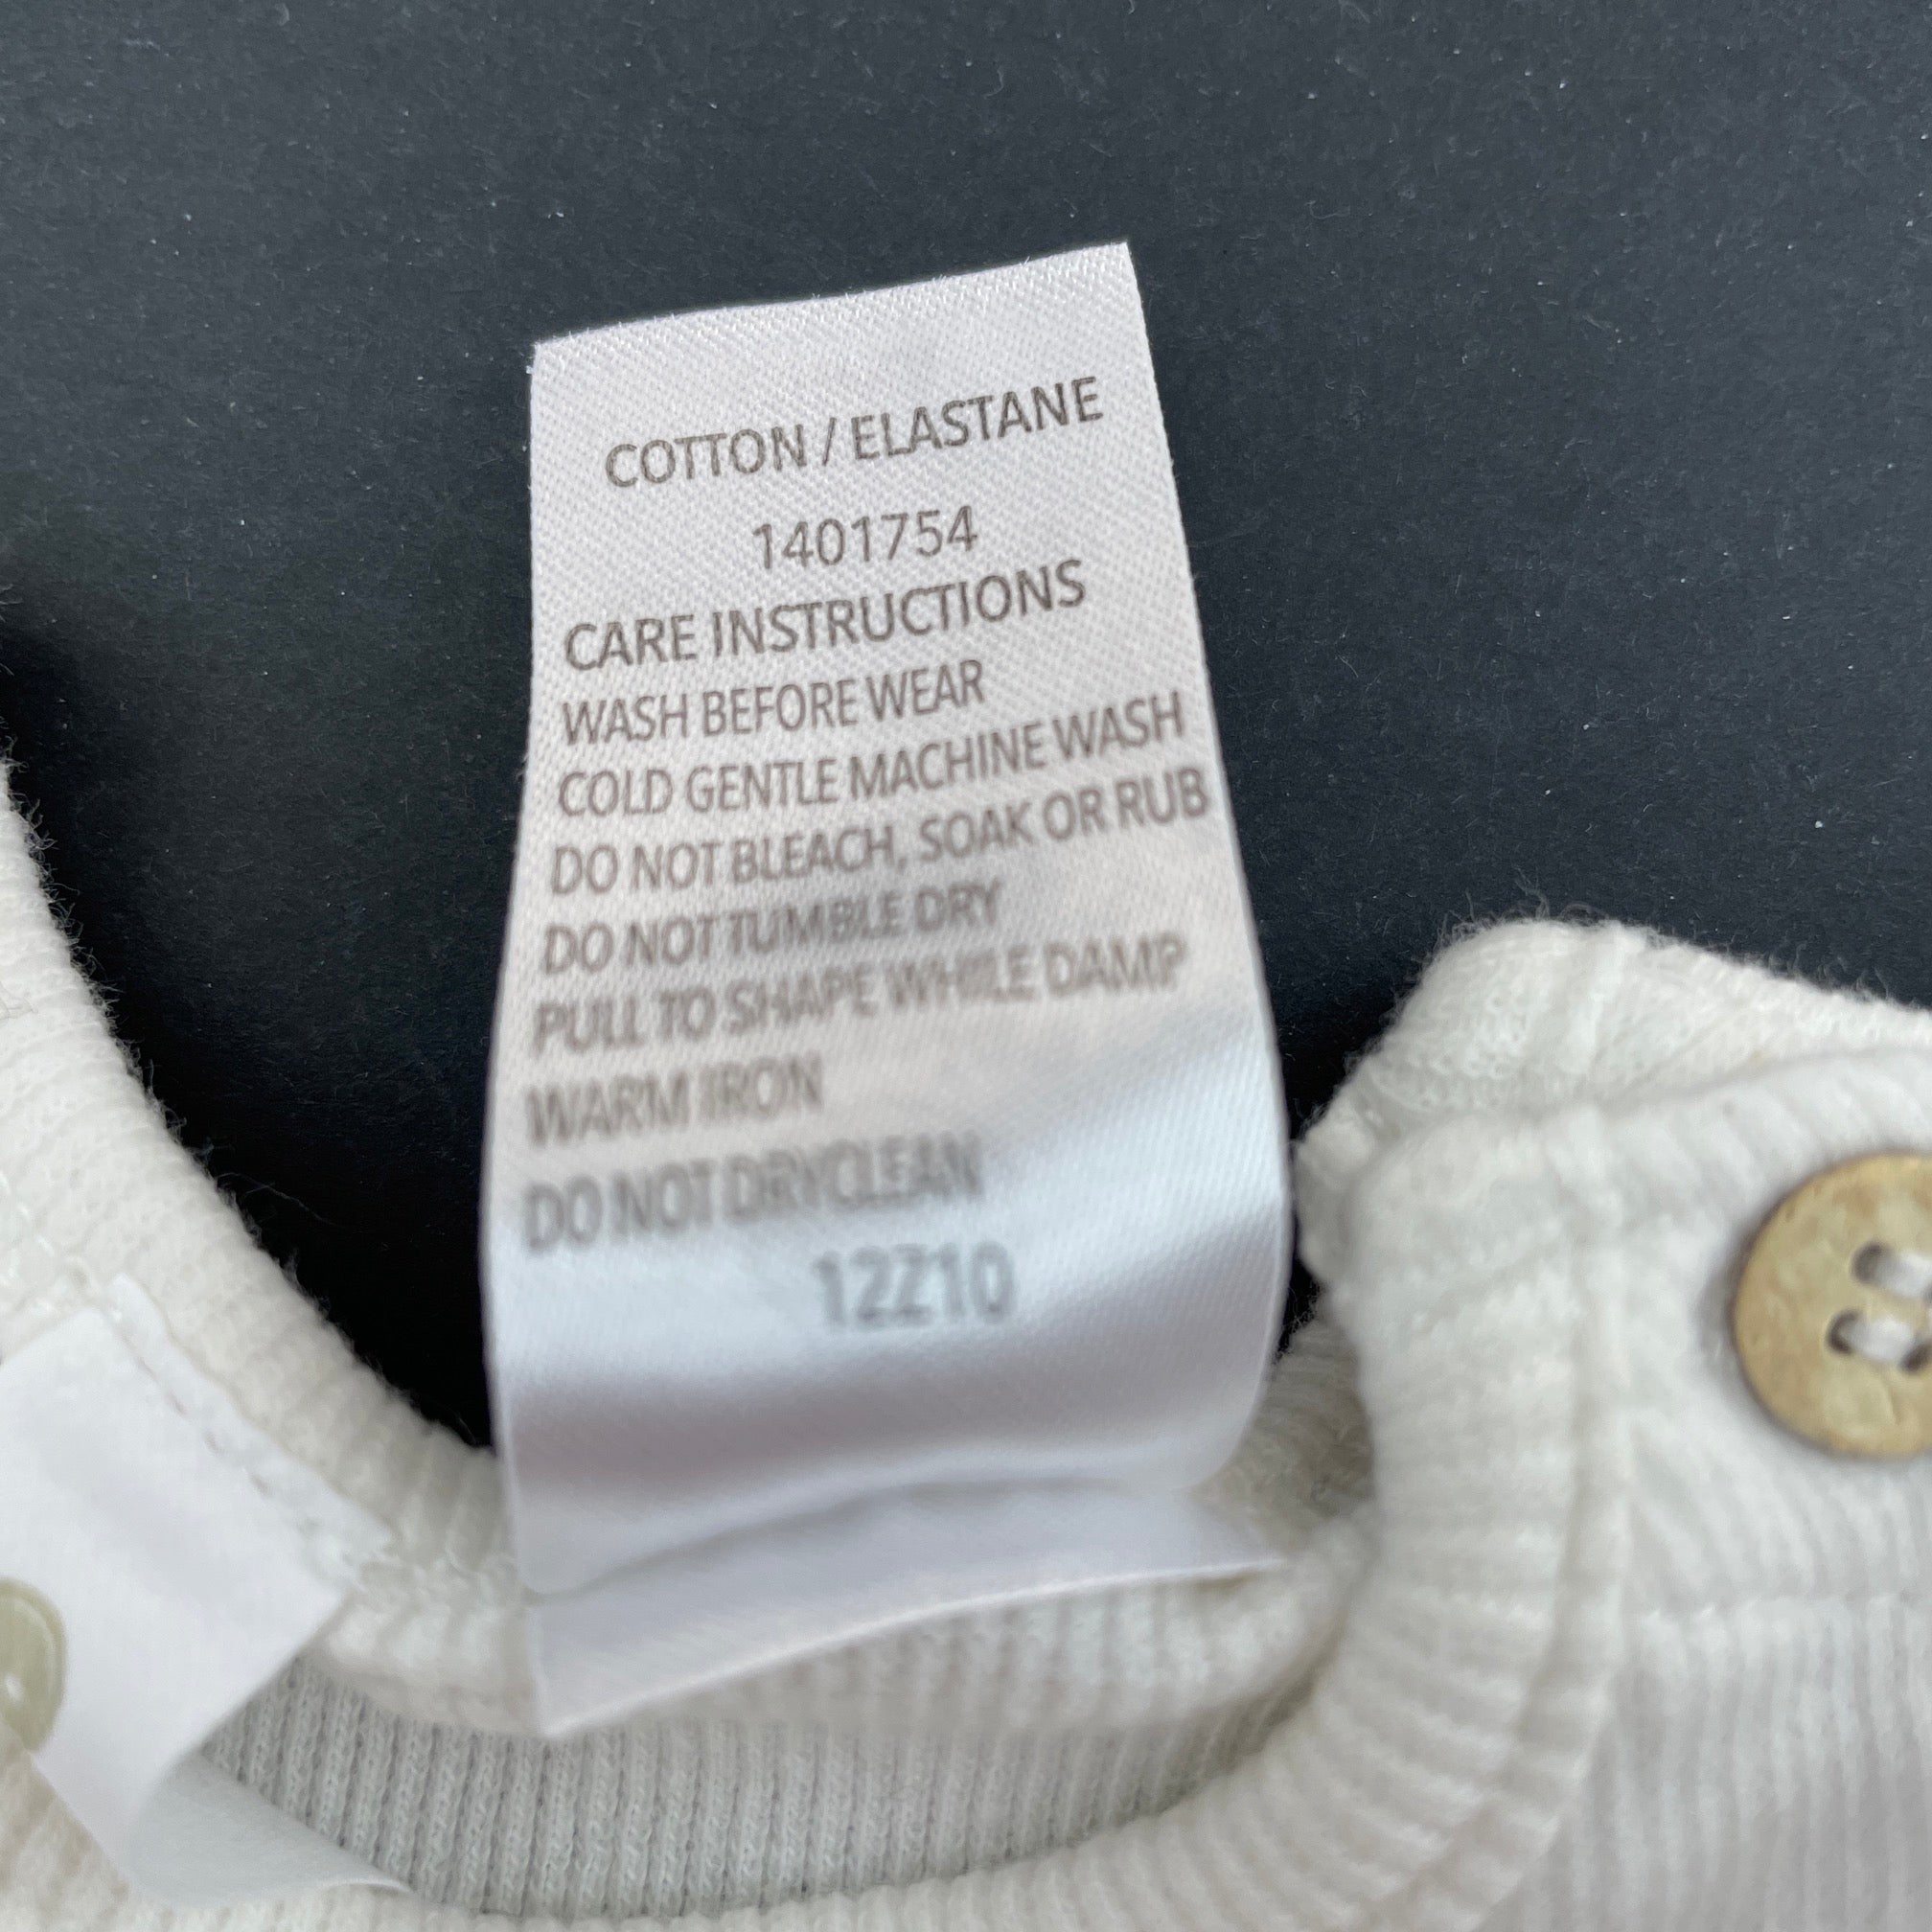 COTTON / ELASTANE
1401754
CARE INSTRUCTIONS
WASH BEFORE WEAR
COLD GENTLE MACHINE WASH
DO NOT BLEACH, SOAK OR RUB
DO NOT TUMBLE DRY
PULL TO SHAPE WHILE DAMP
WARM IRON
DO NOT DRYCLEAN
12Z10